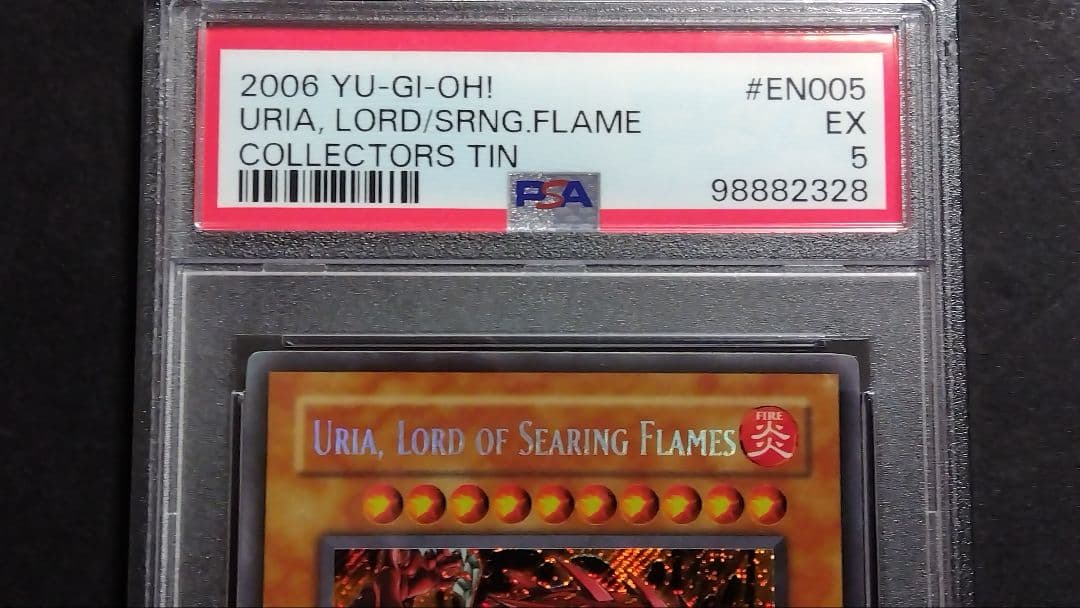 2006 YU-GI-OH! #EN005
URIA, LORD/SRNG.FLAME EX
COLLECTORS TIN 5
PSA 98882328
URIA, LORD OF SEARING FLAMES FIRE 炎